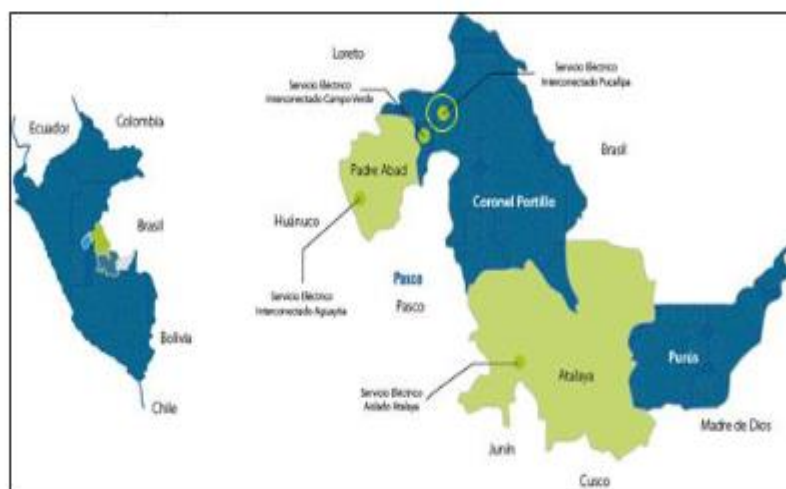 Ecuador
Colombia
Brasil
Bolivia
Chile
Loreto
Servicio Eléctrico
Interconectado Campo Verde
Servicio Eléctrico
Interconectado Pucallpa
Padre Abad
Brasil
Coronel Portillo
Huánuco
Pasco
Pasco
Servicio Eléctrico
Interconectado Aguaytia
Atalaya
Purús
Servicio Eléctrico
Aislado Atalaya
Madre de Dios
Junín
Cusco